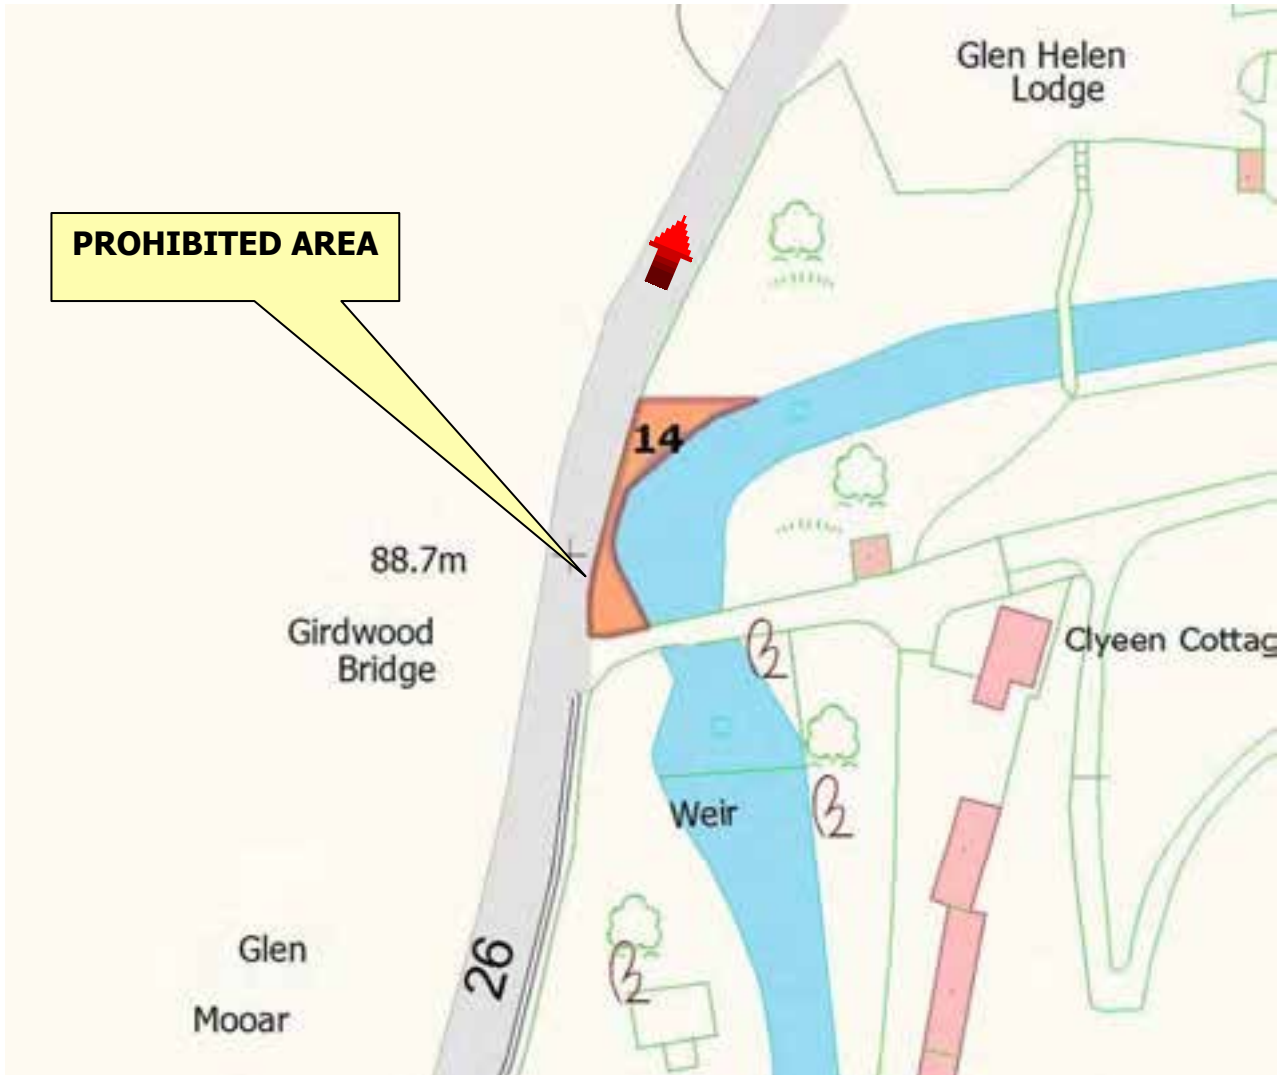 Glen Helen
Lodge
PROHIBITED AREA
14
88.7m
Girdwood
Bridge
Clyeen Cottag
Weir
Glen
Mooar
26